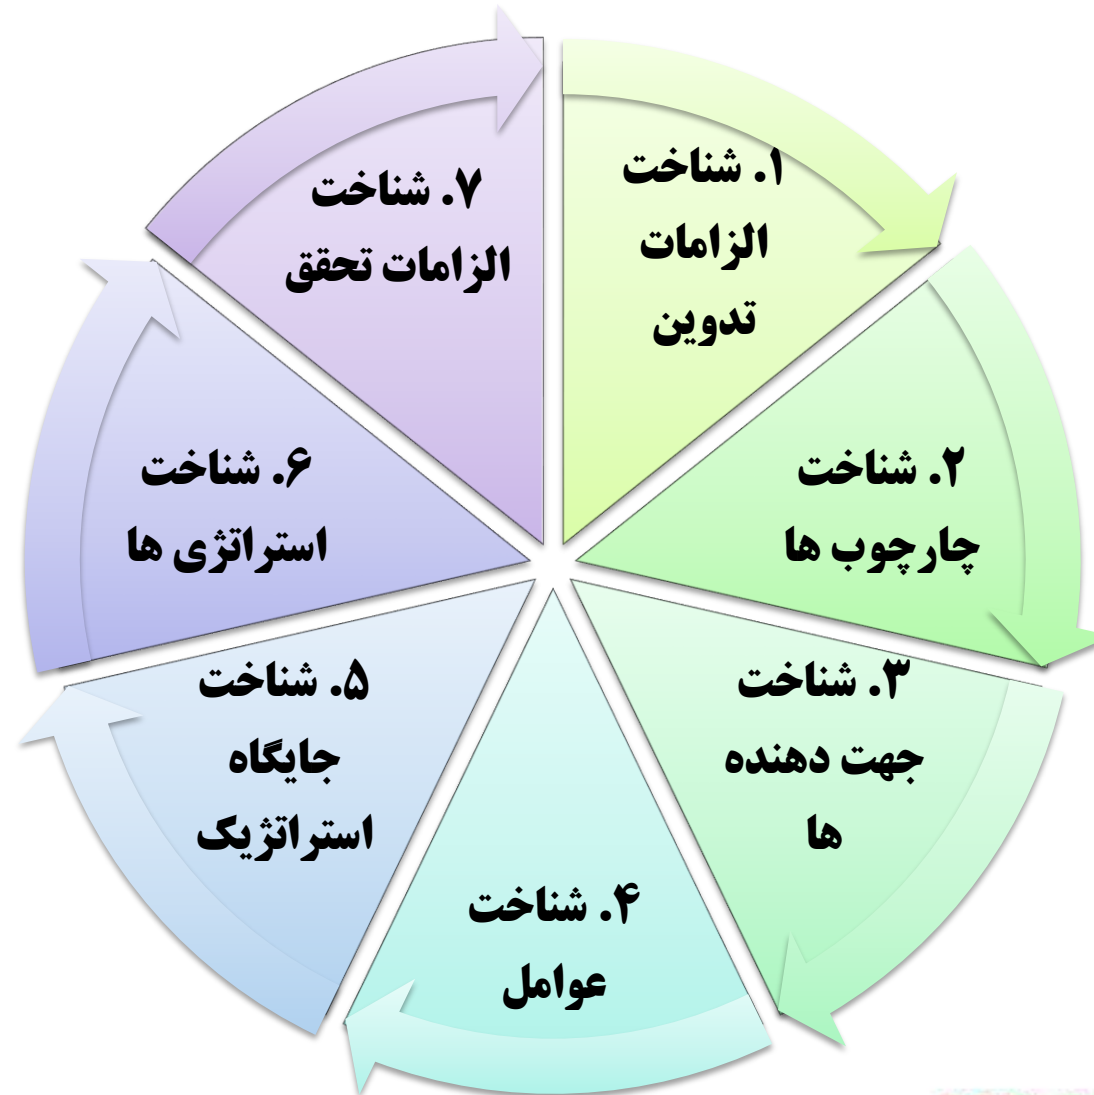 ۱. شناخت
الزامات
تدوین
۲. شناخت
چارچوب ها
۳. شناخت
جهت دهنده
ها
۴. شناخت
عوامل
۵. شناخت
جایگاه
استراتژیک
۶. شناخت
استراتژی ها
۷. شناخت
الزامات تحقق